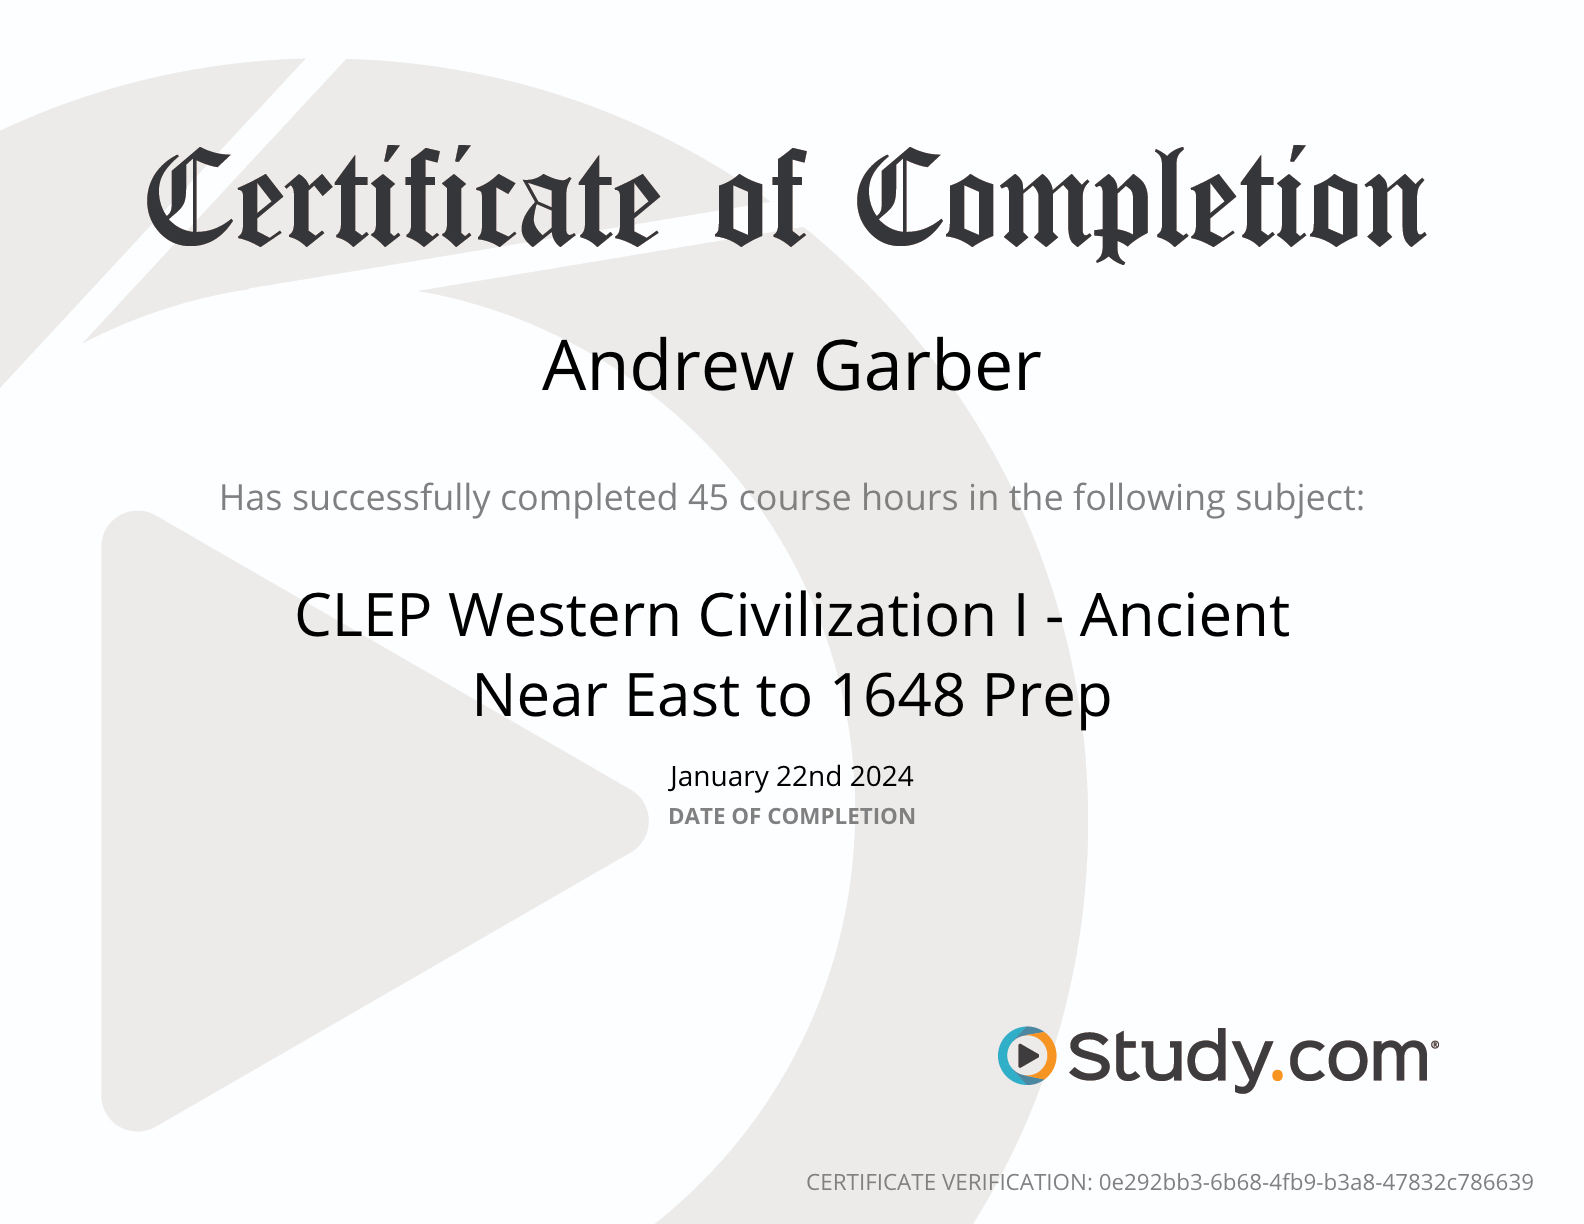 Certificate of Completion
Andrew Garber
Has successfully completed 45 course hours in the following subject:
CLEP Western Civilization I - Ancient
Near East to 1648 Prep
January 22nd 2024
DATE OF COMPLETION
Study.com®
CERTIFICATE VERIFICATION: 0e292bb3-6b68-4fb9-b3a8-47832c786639